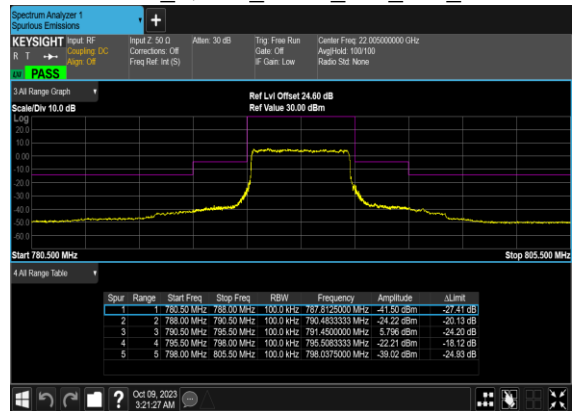 Spectrum Analyzer 1
Spurious Emissions
KEYSIGHT Input: RF Input Z: 50 Ω Atten: 30 dB Trig: Free Run Center Freq: 22.005000000 GHz
R T Coupling: DC Corrections: Off Gate: Off Avg|Hold: 100/100
Align: Off Freq Ref: Int (S) IF Gain: Low Radio Std: None
PASS
3 All Range Graph
Ref Lvl Offset 24.60 dB
Scale/Div 10.0 dB Ref Value 30.00 dBm
Log
20.0
10.0
0.00
-10.0
-20.0
-30.0
-40.0
-50.0
-60.0
Start 780.500 MHz Stop 805.500 MHz
4 All Range Table
Spur Range Start Freq Stop Freq RBW Frequency Amplitude ΔLimit
1 1 780.50 MHz 788.00 MHz 100.0 kHz 787.8125000 MHz -41.50 dBm -27.41 dB
2 2 788.00 MHz 790.50 MHz 100.0 kHz 790.4833333 MHz -24.22 dBm -20.13 dB
3 3 790.50 MHz 795.50 MHz 100.0 kHz 791.4500000 MHz 5.796 dBm -24.20 dB
4 4 795.50 MHz 798.00 MHz 100.0 kHz 795.5083333 MHz -22.21 dBm -18.12 dB
5 5 798.00 MHz 805.50 MHz 100.0 kHz 798.0375000 MHz -39.02 dBm -24.93 dB
? Oct 09, 2023
3:21:27 AM